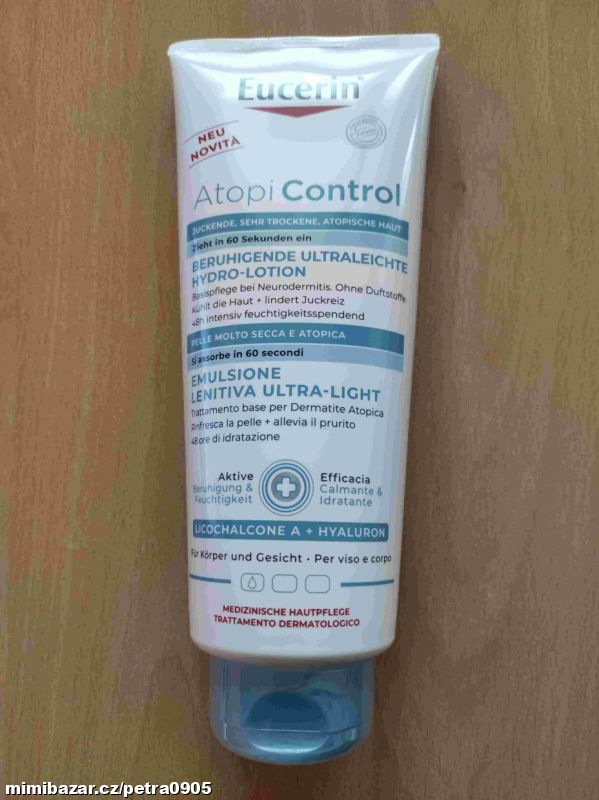 Eucerin
NEU
NOVITÀ
Atopi Control
JUCKENDE, SEHR TROCKENE, ATOPISCHE HAUT
Zieht in 60 Sekunden ein
BERUHIGENDE ULTRALEICHTE
HYDRO-LOTION
Basispflege bei Neurodermitis. Ohne Duftstoffe
Kühlt die Haut + lindert Juckreiz
48h intensiv feuchtigkeitsspendend
PELLE MOLTO SECCA E ATOPICA
Si assorbe in 60 secondi
EMULSIONE
LENITIVA ULTRA-LIGHT
Trattamento base per Dermatite Atopica
Rinfresca la pelle + allevia il prurito
48 ore di idratazione
Aktive
Beruhigung &
Feuchtigkeit
Efficacia
Calmante &
Idratante
LICOCHALCONE A + HYALURON
Für Körper und Gesicht • Per viso e corpo
MEDIZINISCHE HAUTPFLEGE
TRATTAMENTO DERMATOLOGICO
mimibazar.cz/petra0905